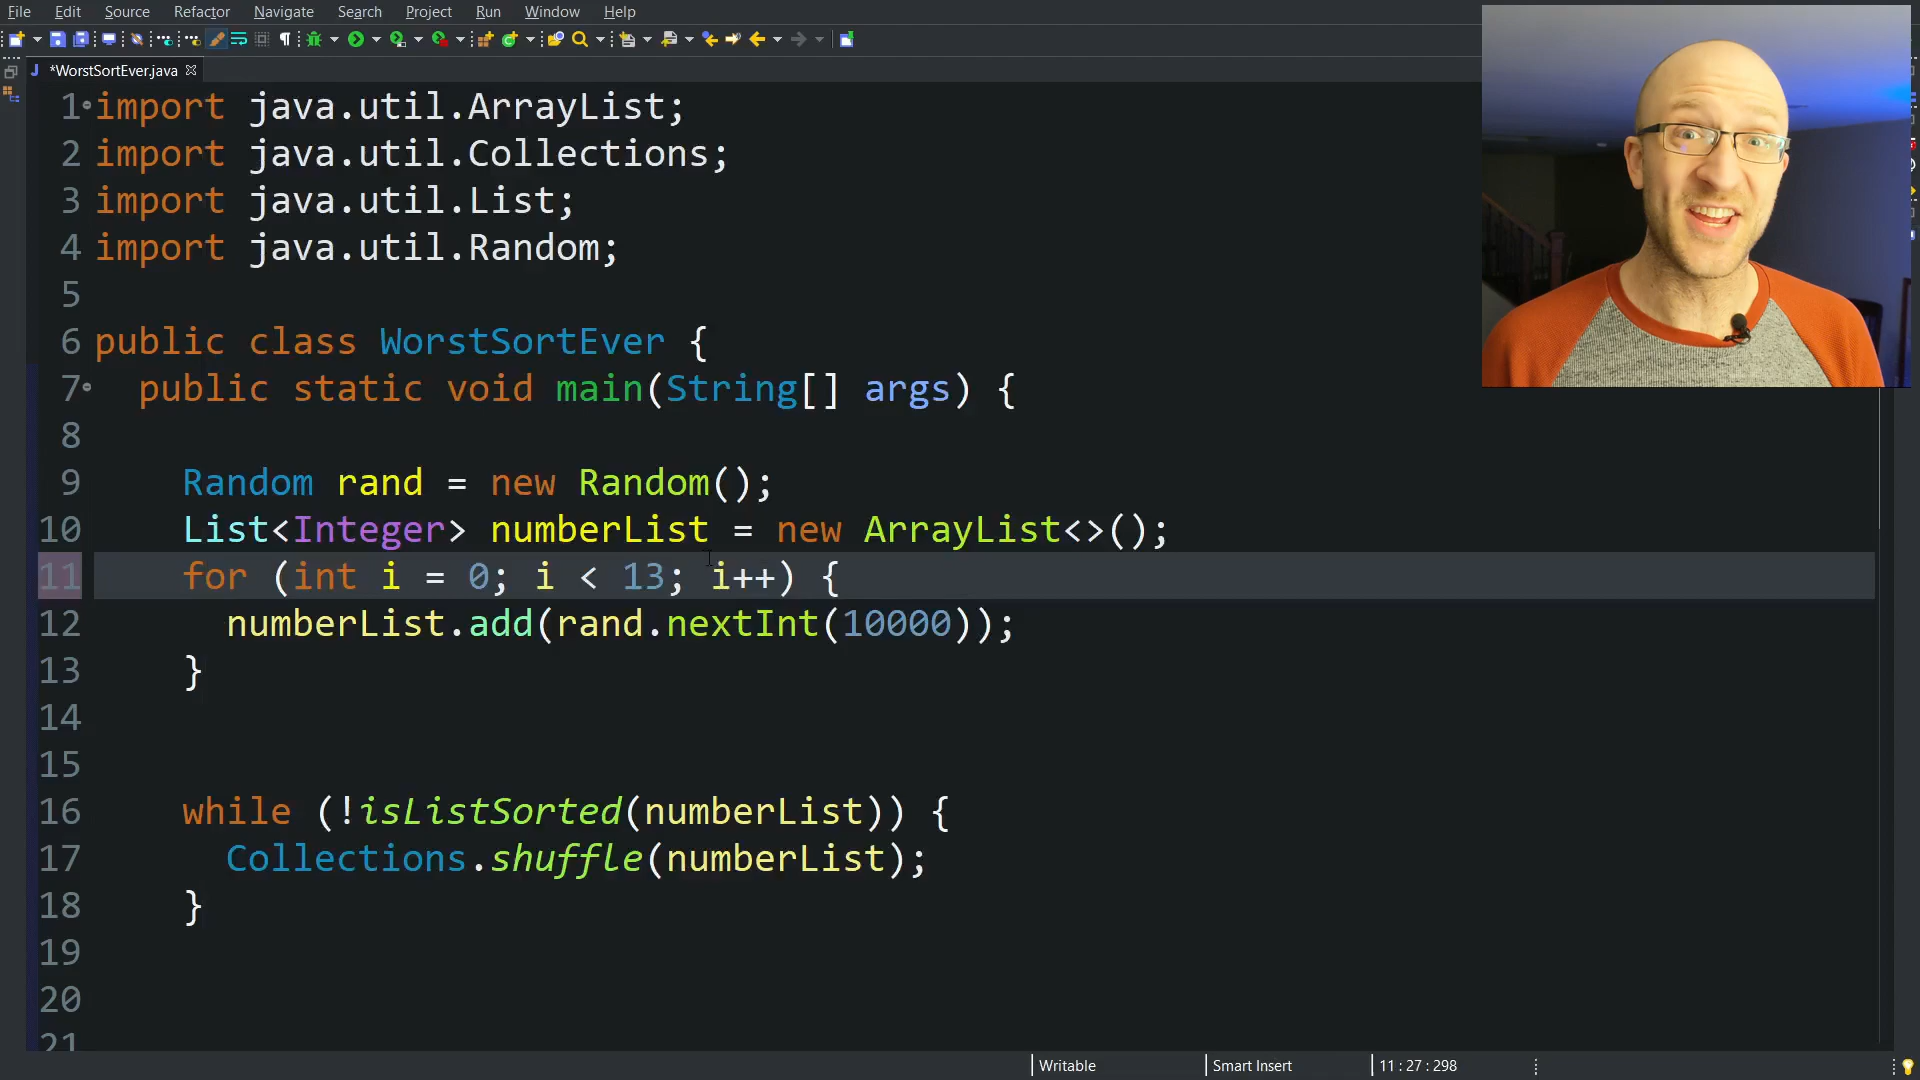 File Edit Source Refactor Navigate Search Project Run Window Help
*WorstSortEver.java
1 import java.util.ArrayList;
2 import java.util.Collections;
3 import java.util.List;
4 import java.util.Random;
5
6 public class WorstSortEver {
7 public static void main(String[] args) {
8
9 Random rand = new Random();
10 List<Integer> numberList = new ArrayList<>();
11 for (int i = 0; i < 13; i++) {
12 numberList.add(rand.nextInt(10000));
13 }
14
15
16 while (!isListSorted(numberList)) {
17 Collections.shuffle(numberList);
18 }
19
20
21
Writable Smart Insert 11 : 27 : 298